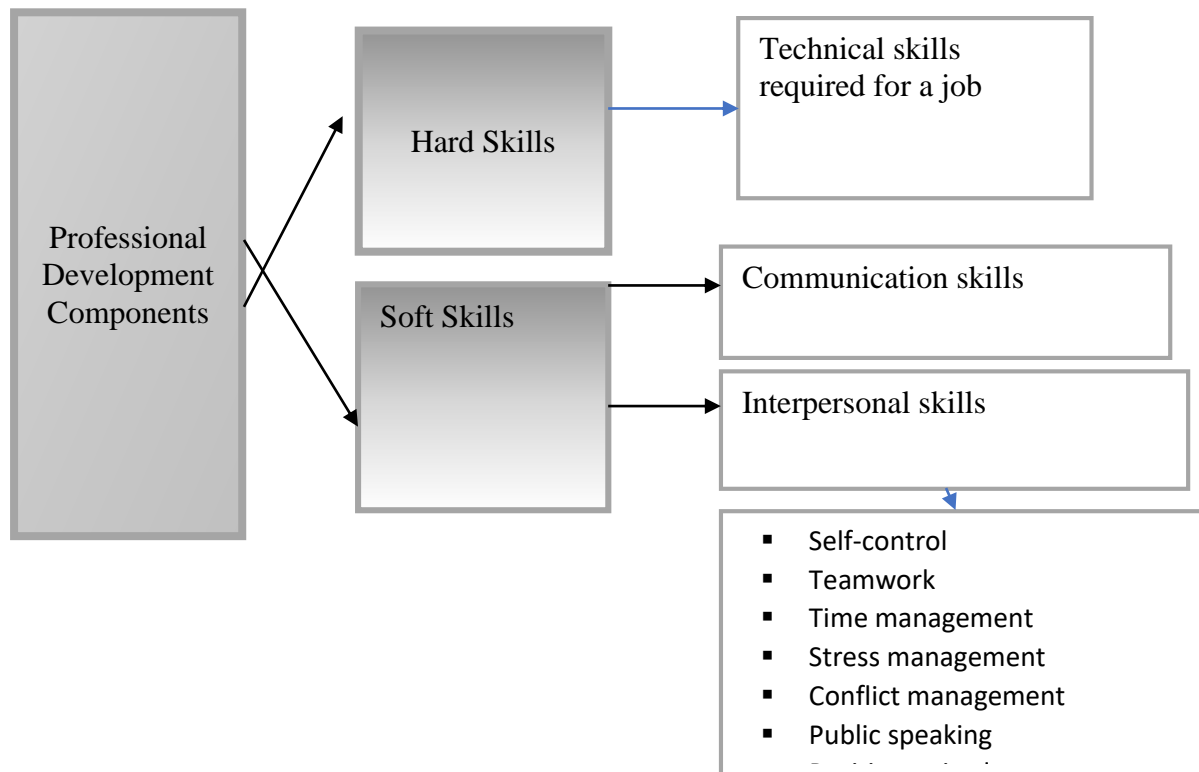 Professional
Development
Components
Hard Skills
Technical skills
required for a job
Soft Skills
Communication skills
Interpersonal skills
▪ Self-control
▪ Teamwork
▪ Time management
▪ Stress management
▪ Conflict management
▪ Public speaking